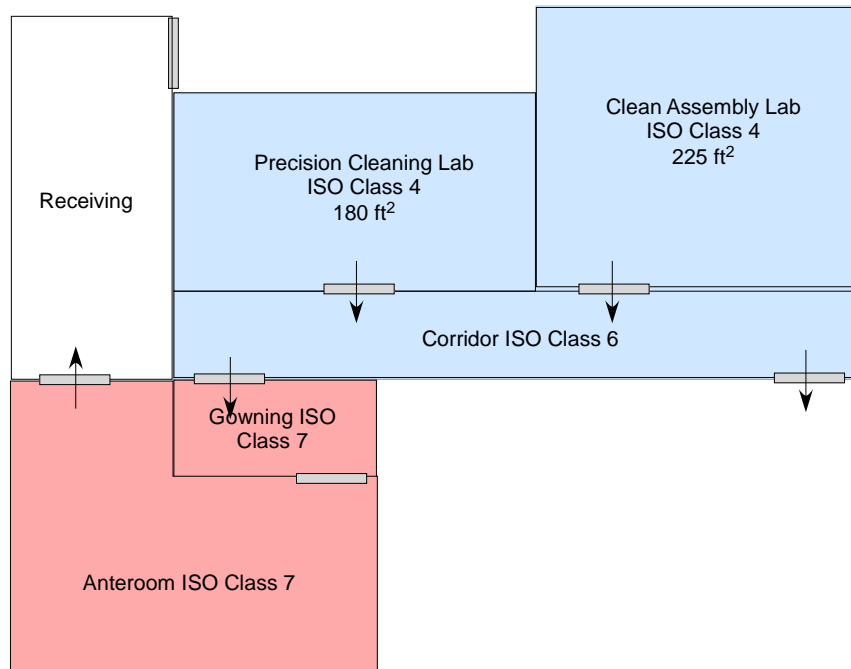 Clean Assembly Lab
ISO Class 4
225 ft²
Precision Cleaning Lab
ISO Class 4
180 ft²
Receiving
Corridor ISO Class 6
Gowning ISO
Class 7
Anteroom ISO Class 7